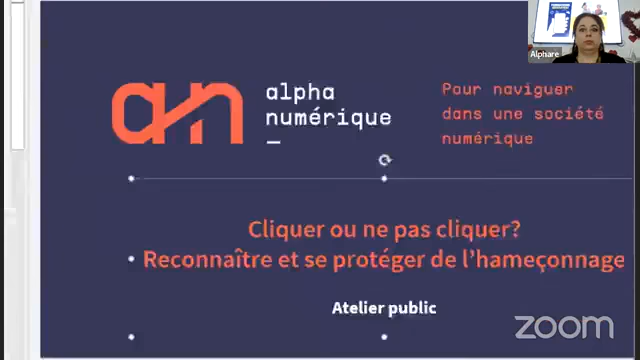 Alphare
an
alpha
numérique
Pour naviguer
dans une société
numérique
Cliquer ou ne pas cliquer?
Reconnaître et se protéger de l'hameçonnage
Atelier public
zoom